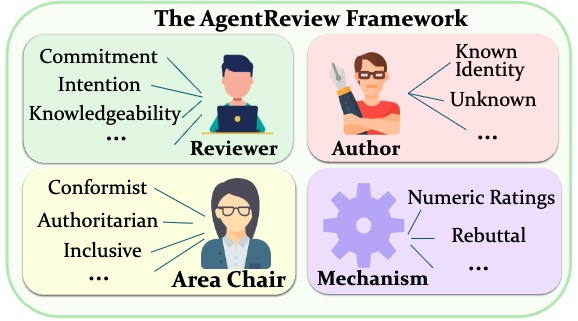 The AgentReview Framework
Commitment
Intention
Knowledgeability
...
Reviewer
Known
Identity
Unknown
...
Author
Conformist
Authoritarian
Inclusive
...
Area Chair
Numeric Ratings
Rebuttal
...
Mechanism